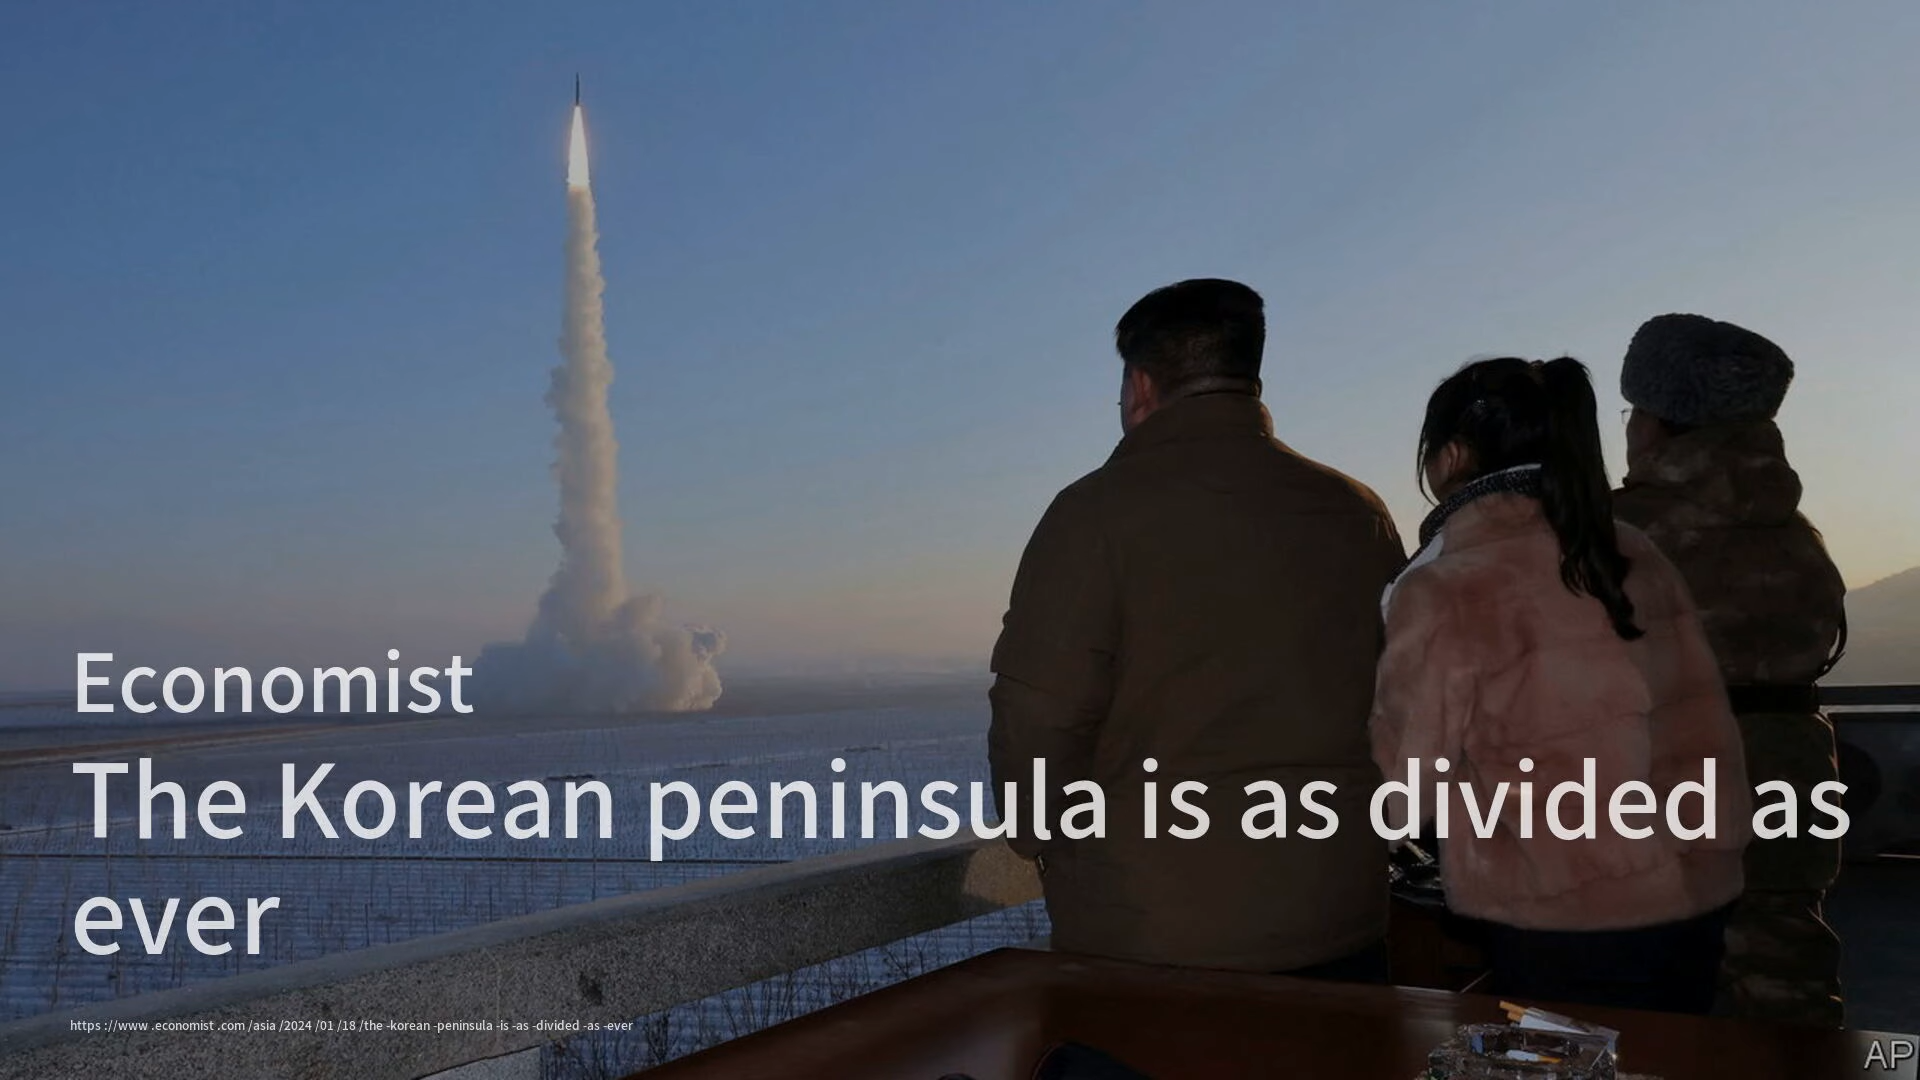 Economist
The Korean peninsula is as divided as
ever
https ://www .economist .com /asia /2024 /01 /18 /the -korean -peninsula -is -as -divided -as -ever
AP